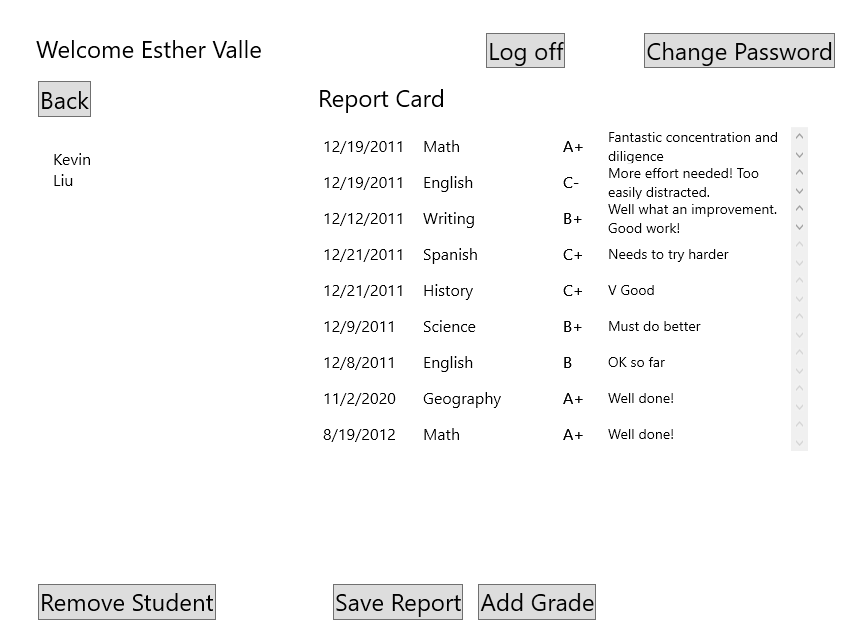 Welcome Esther Valle
Log off
Change Password
Back
Report Card
Kevin
Liu
12/19/2011 Math A+ Fantastic concentration and
diligence
12/19/2011 English C- More effort needed! Too
easily distracted.
12/12/2011 Writing B+ Well what an improvement.
Good work!
12/21/2011 Spanish C+ Needs to try harder
12/21/2011 History C+ V Good
12/9/2011 Science B+ Must do better
12/8/2011 English B OK so far
11/2/2020 Geography A+ Well done!
8/19/2012 Math A+ Well done!
Remove Student
Save Report
Add Grade